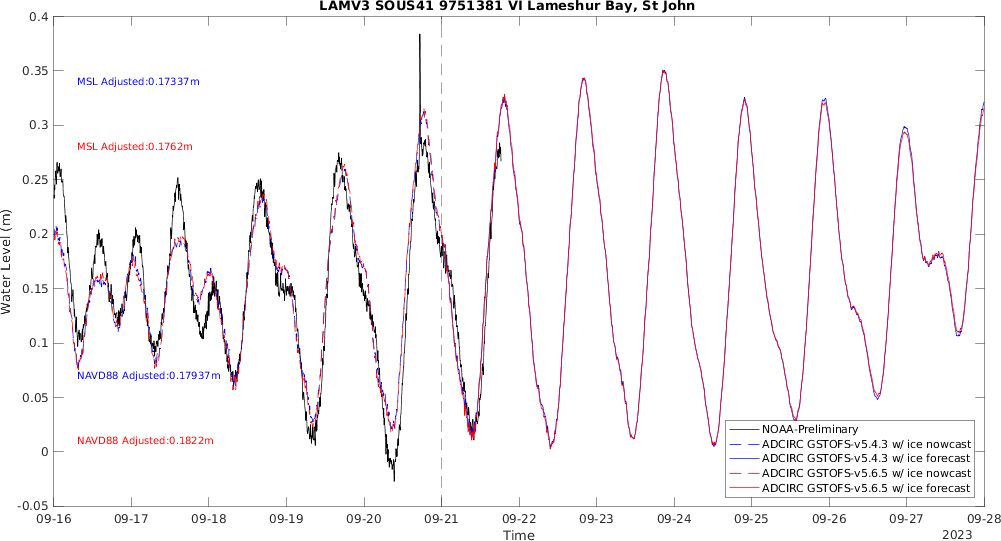 LAMV3 SOUS41 9751381 VI Lameshur Bay, St John
0.4
0.35
0.3
0.25
0.2
0.15
0.1
0.05
0
-0.05
Water Level (m)
MSL Adjusted:0.17337m
MSL Adjusted:0.1762m
NAVD88 Adjusted:0.17937m
NAVD88 Adjusted:0.1822m
NOAA-Preliminary
ADCIRC GSTOFS-v5.4.3 w/ ice nowcast
ADCIRC GSTOFS-v5.4.3 w/ ice forecast
ADCIRC GSTOFS-v5.6.5 w/ ice nowcast
ADCIRC GSTOFS-v5.6.5 w/ ice forecast
09-16 09-17 09-18 09-19 09-20 09-21 09-22 09-23 09-24 09-25 09-26 09-27 09-28
Time
2023